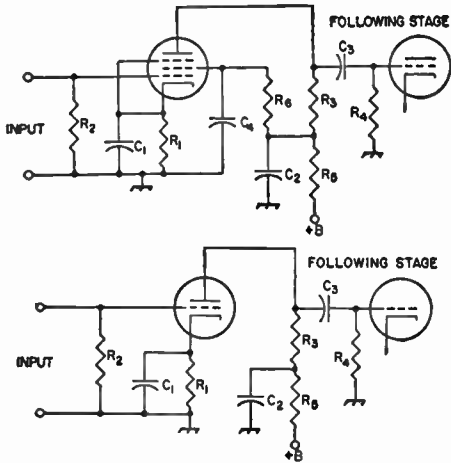 FOLLOWING STAGE
C3
R6
R3
INPUT
R2
C1
R1
C4
R4
C2
R5
+B
FOLLOWING STAGE
C3
R3
INPUT
R2
C1
R1
C2
R4
R5
+B